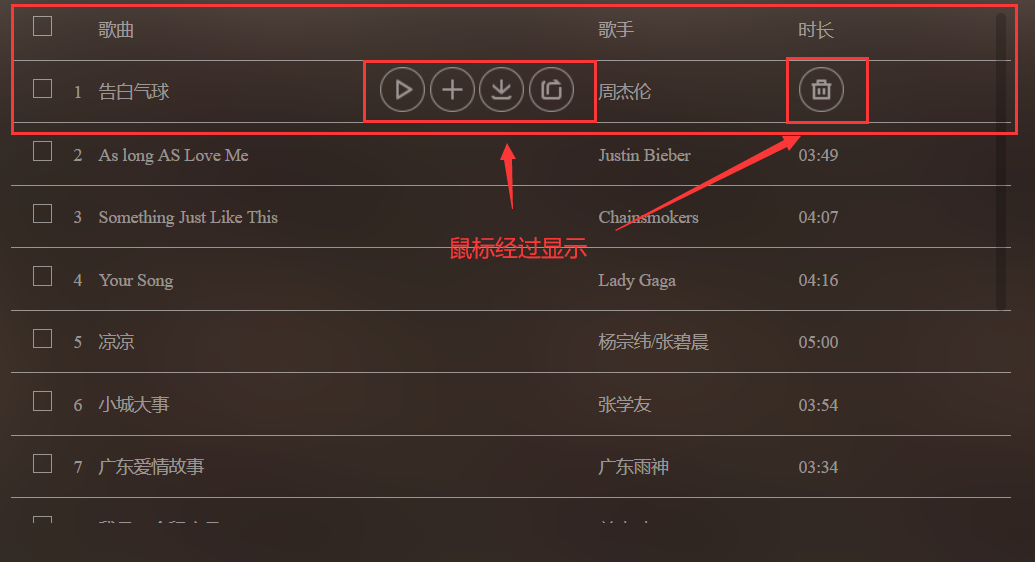 歌曲 歌手 时长
1 告白气球 周杰伦
2 As long AS Love Me Justin Bieber 03:49
3 Something Just Like This Chainsmokers 04:07
鼠标经过显示
4 Your Song Lady Gaga 04:16
5 凉凉 杨宗纬/张碧晨 05:00
6 小城大事 张学友 03:54
7 广东爱情故事 广东雨神 03:34